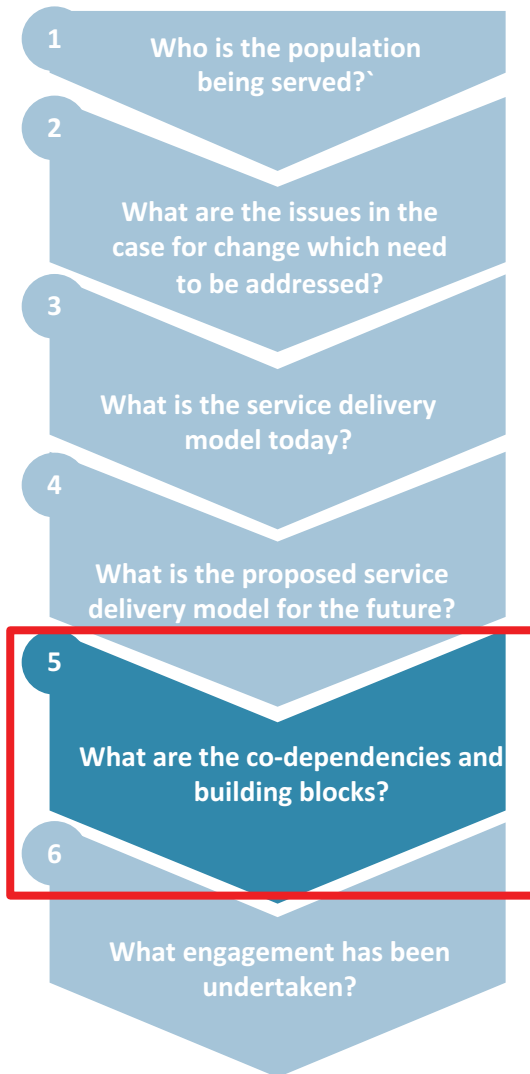 1
Who is the population
being served?`
2
What are the issues in the
case for change which need
to be addressed?
3
What is the service delivery
model today?
4
What is the proposed service
delivery model for the future?
5
What are the co-dependencies and
building blocks?
6
What engagement has been
undertaken?